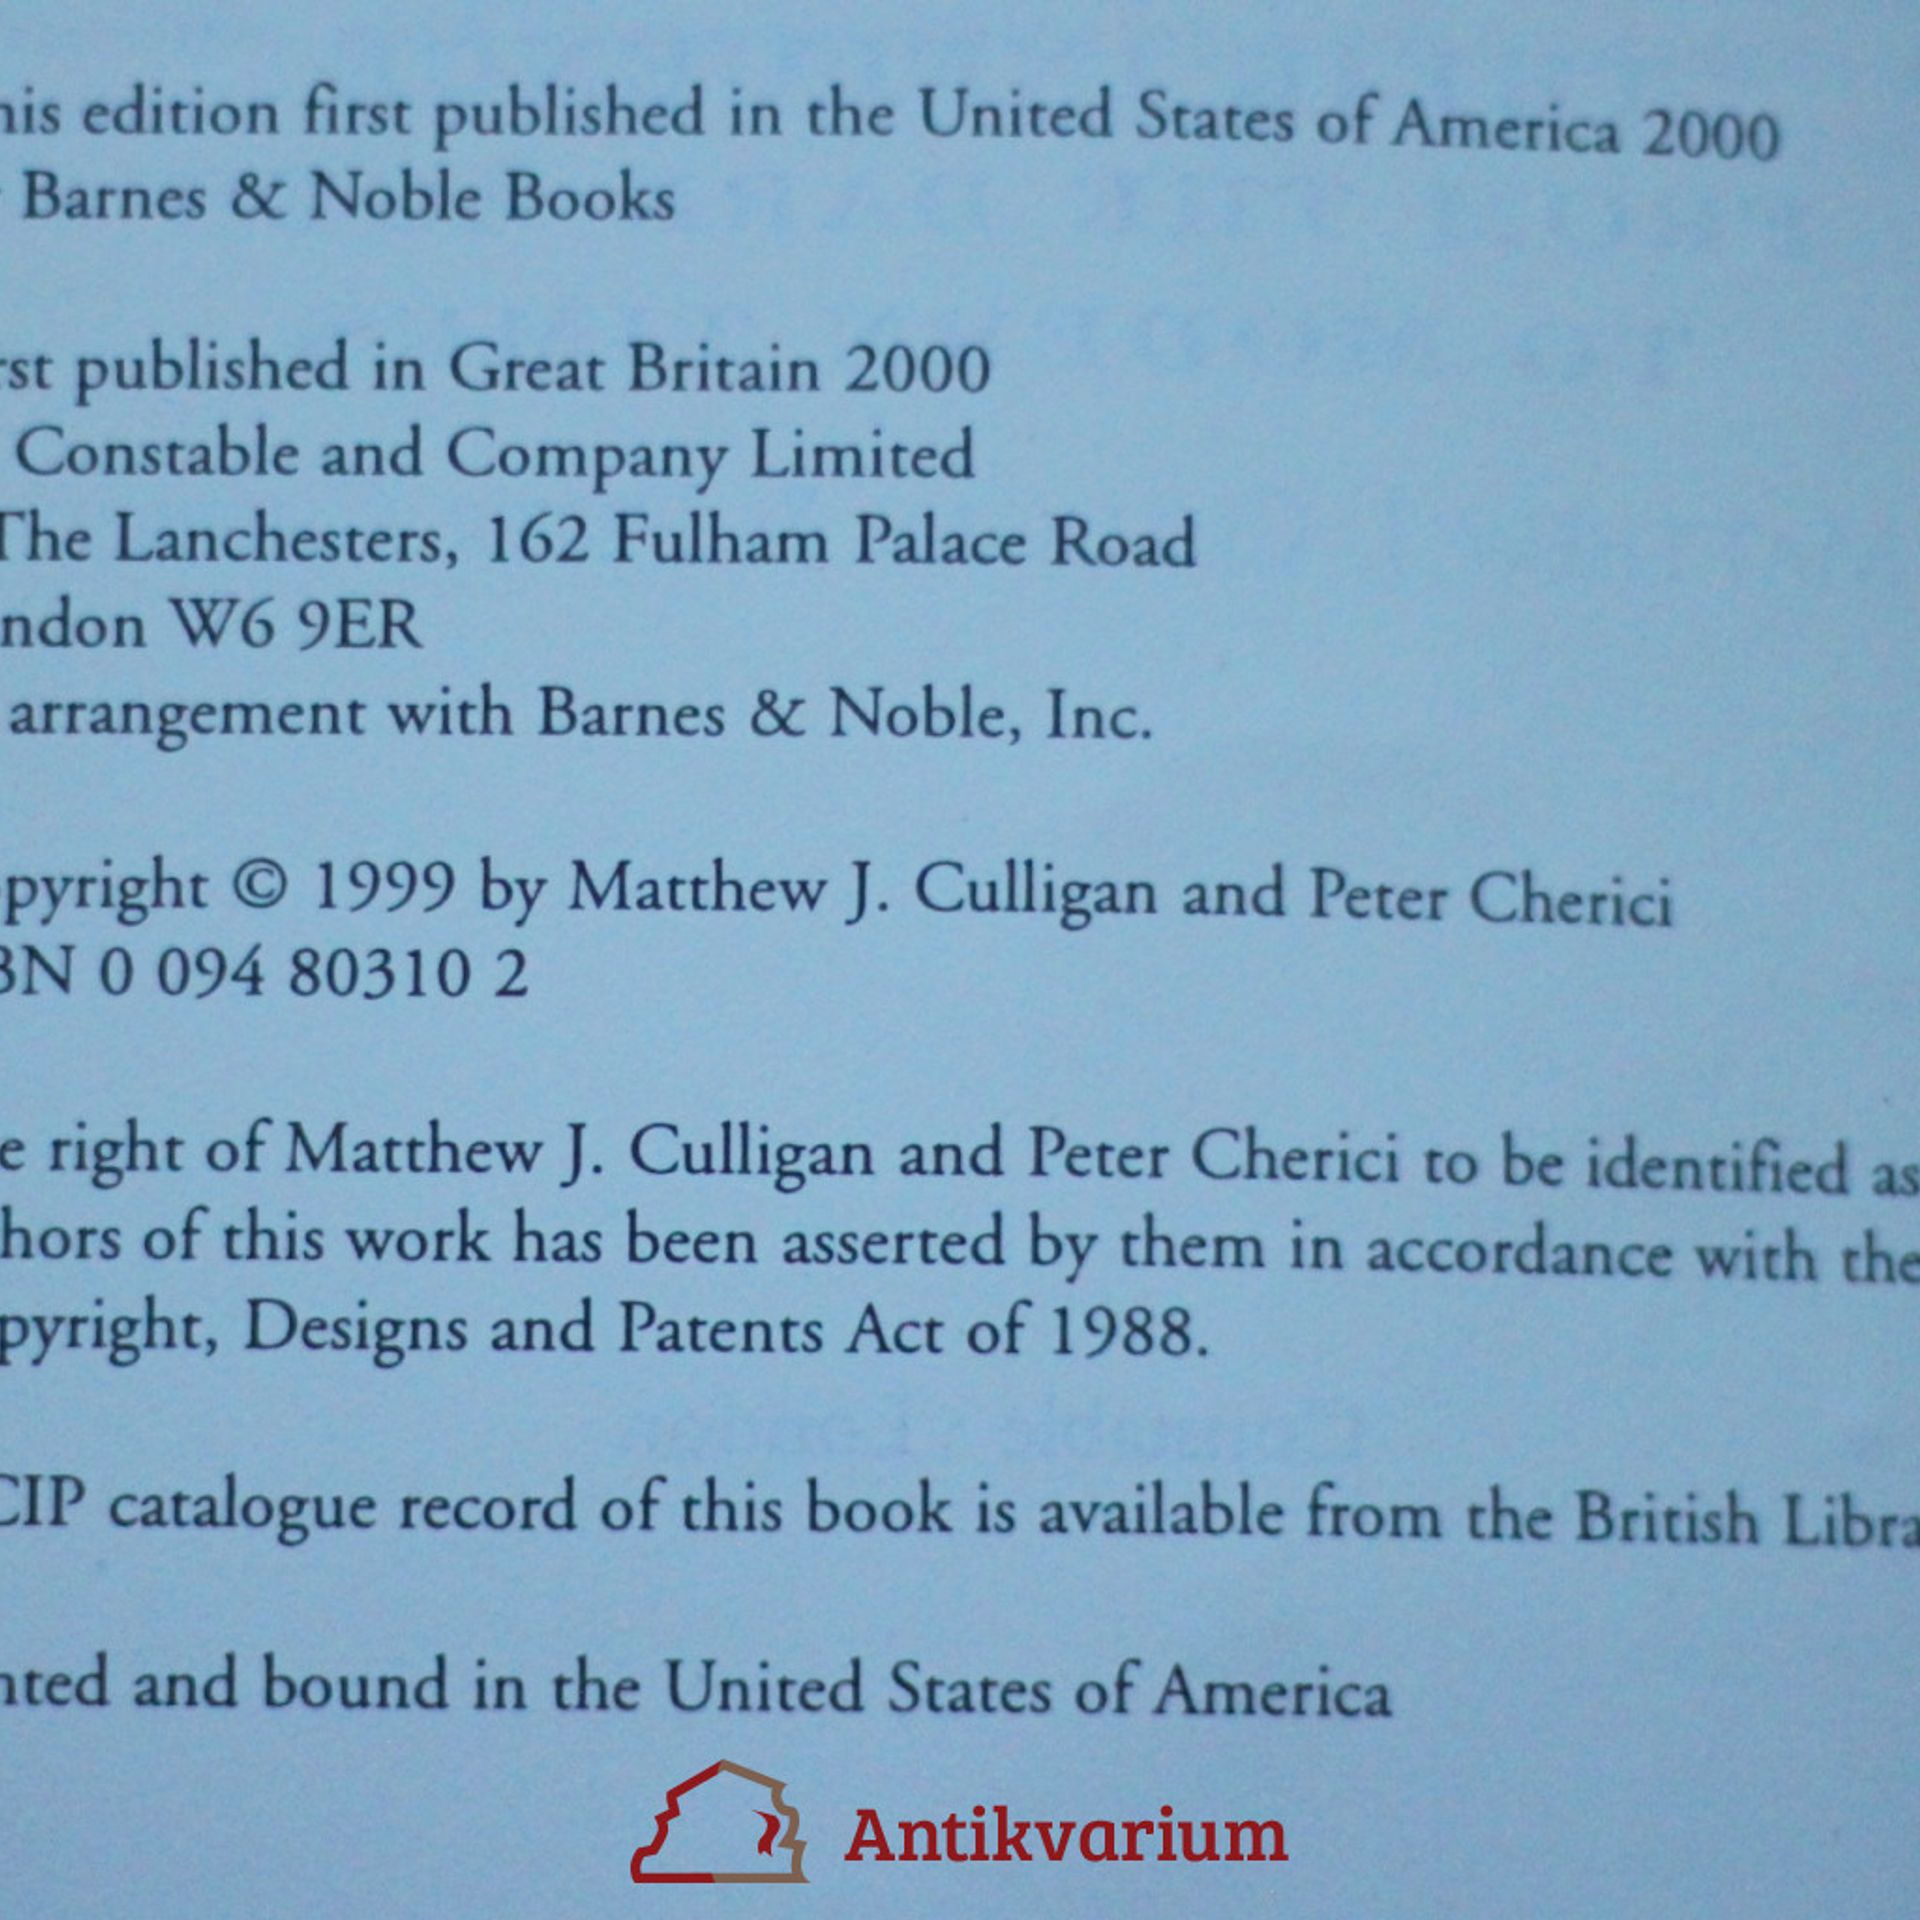 his edition first published in the United States of America 2000
Barnes & Noble Books
rst published in Great Britain 2000
Constable and Company Limited
The Lanchesters, 162 Fulham Palace Road
ndon W6 9ER
arrangement with Barnes & Noble, Inc.
pyright © 1999 by Matthew J. Culligan and Peter Cherici
BN 0 094 80310 2
e right of Matthew J. Culligan and Peter Cherici to be identified as
hors of this work has been asserted by them in accordance with the
pyright, Designs and Patents Act of 1988.
CIP catalogue record of this book is available from the British Libra
nted and bound in the United States of America
Antikvarium